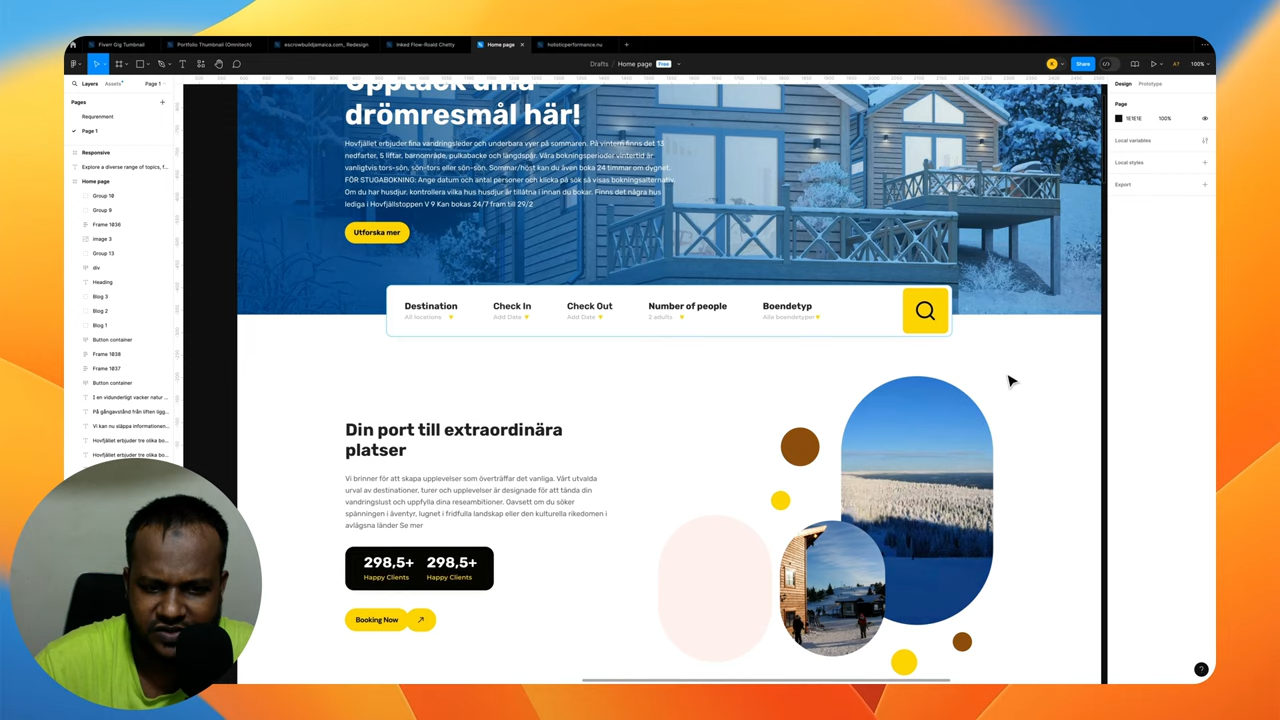 Fiverr Gig Tumbnail
Portfolio Thumbnail (Omnitech)
escrowbuildjamaica.com_ Redesign
Inked Flow-Roald Chetty
Home page
holisticperformance.nu
Drafts / Home page Free
Share
A?
100%
Layers
Assets
Page 1
Pages
Requrenment
Page 1
Responsive
Explore a diverse range of topics, f...
Home page
Group 16
Group 9
Frame 1036
image 3
Group 13
div
Heading
Blog 3
Blog 2
Blog 1
Button container
Frame 1038
Frame 1037
Button container
I en vidunderligt vacker natur ...
På gångavstånd från liften ligg...
Vi kan nu släppa informationen...
Hovfjället erbjuder tre olika bo...
Hovfjället erbjuder tre olika bo...
Upptäck dina
drömresmål här!
Hovfjället erbjuder fina vandringsleder och underbara vyer på sommaren. På vintern finns det 13
nedfarter, 5 liftar, barnområde, pulkabacke och längdspår. Våra bokningsperioder vintertid är
vanligtvis tors-sön, sön-tors eller sön-sön. Sommar/höst kan du även boka 24 timmar om dygnet.
FÖR STUGABOKNING: Ange datum och antal personer och klicka på sök så visas bokningsalternativ.
Om du har husdjur, kontrollera vilka hus husdjur är tillåtna i innan du bokar. Finns det några hus
lediga i Hovfjällstoppen V 9 Kan bokas 24/7 fram till 29/2
Utforska mer
Destination
All locations
Check In
Add Date
Check Out
Add Date
Number of people
2 adults
Boendetyp
Alla boendetyper
Din port till extraordinära
platser
Vi brinner för att skapa upplevelser som överträffar det vanliga. Vårt utvalda
urval av destinationer, turer och upplevelser är designade för att tända din
vandringslust och uppfylla dina reseambitioner. Oavsett om du söker
spänningen i äventyr, lugnet i fridfulla landskap eller den kulturella rikedomen i
avlägsna länder Se mer
298,5+
Happy Clients
298,5+
Happy Clients
Booking Now
Design
Prototype
Page
1E1E1E
100%
Local variables
Local styles
Export
?